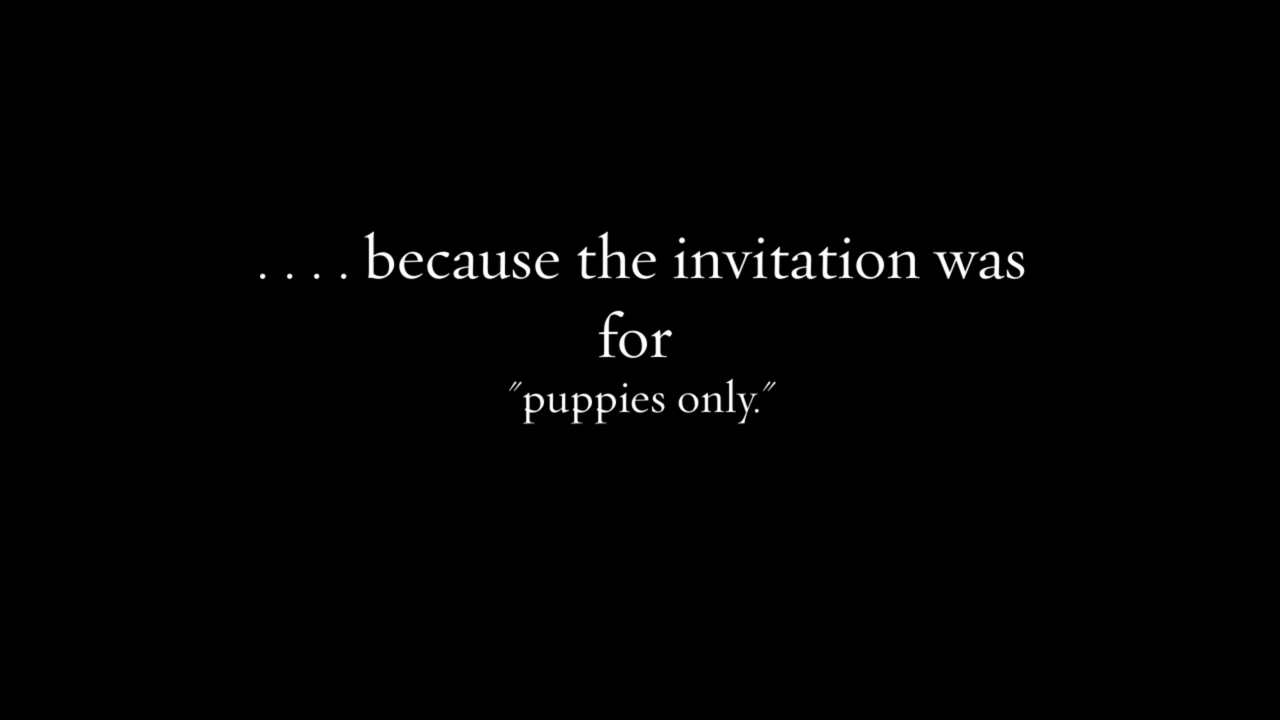 . . . . because the invitation was
for
"puppies only."